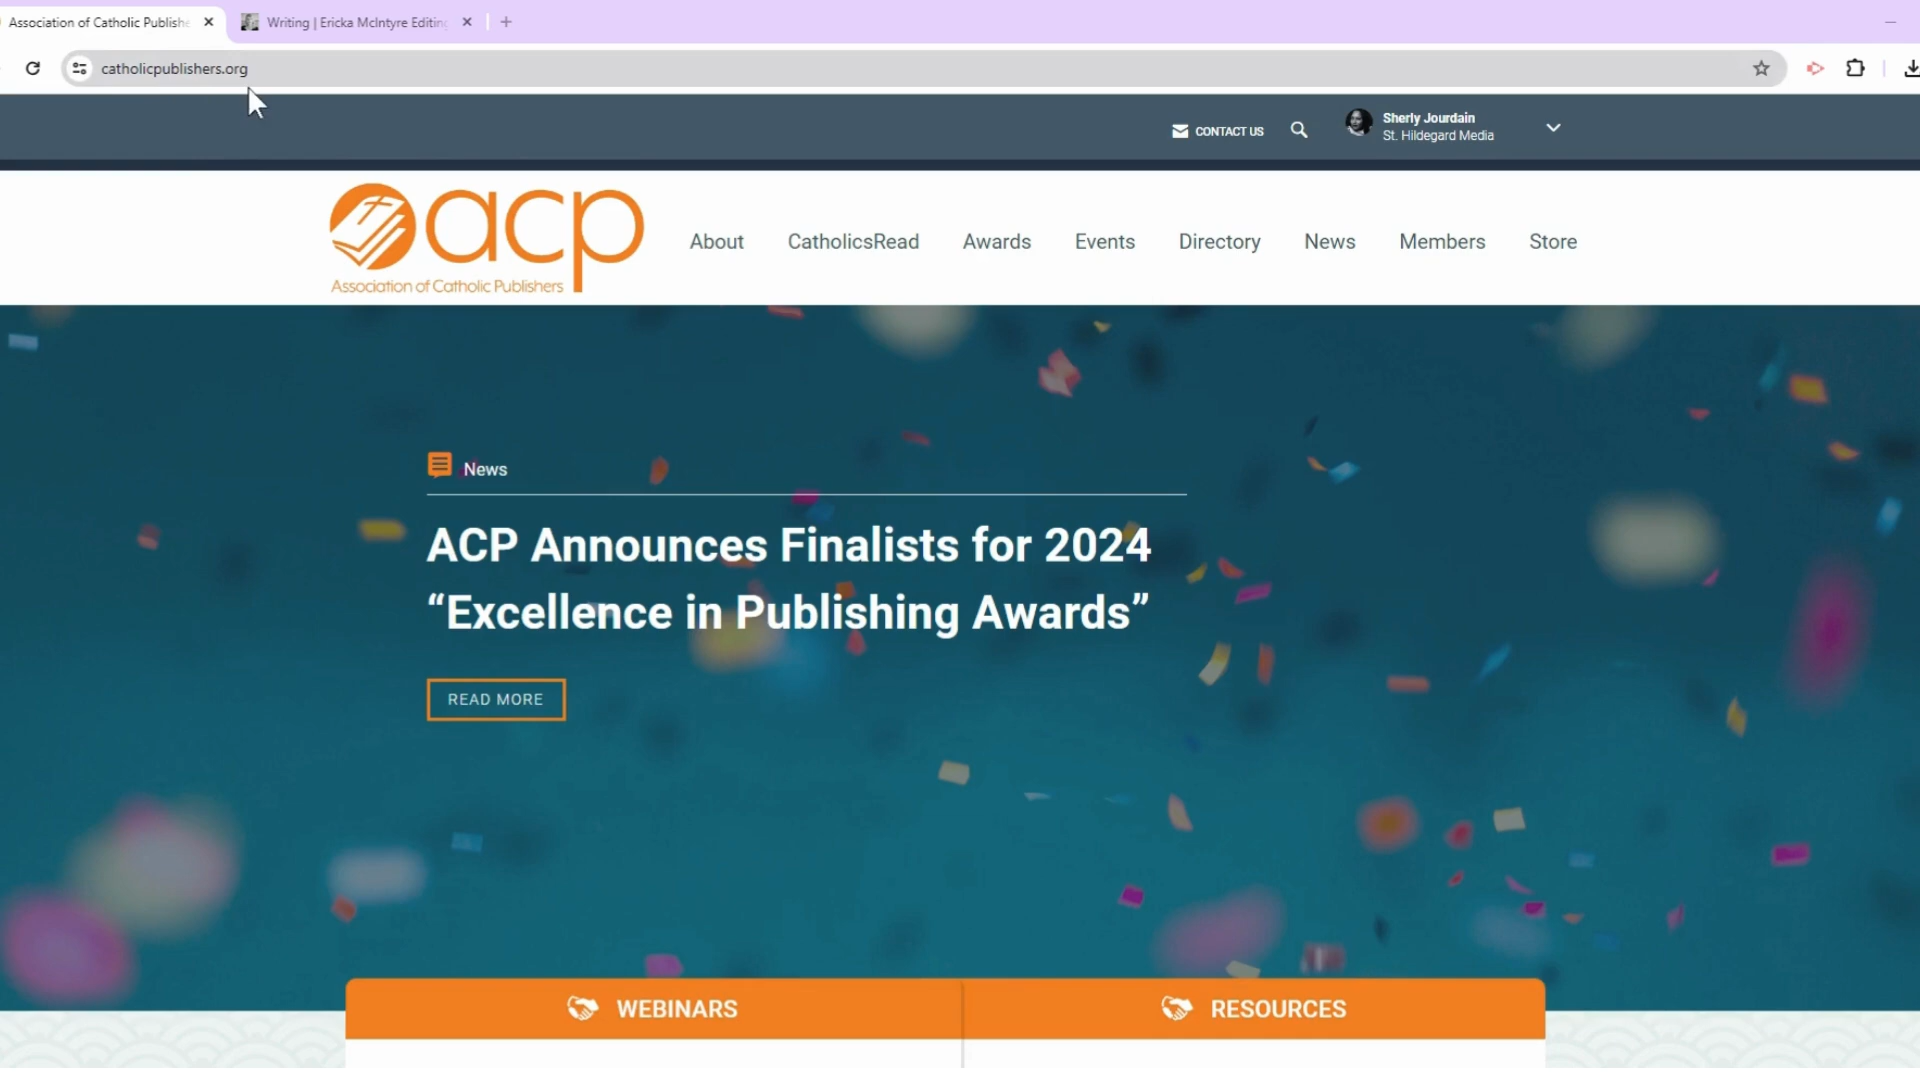 Association of Catholic Publishe
Writing | Ericka McIntyre Editin
catholicpublishers.org
CONTACT US
Sherly Jourdain
St. Hildegard Media
acp
Association of Catholic Publishers
About
CatholicsRead
Awards
Events
Directory
News
Members
Store
News
ACP Announces Finalists for 2024
“Excellence in Publishing Awards”
READ MORE
WEBINARS
RESOURCES